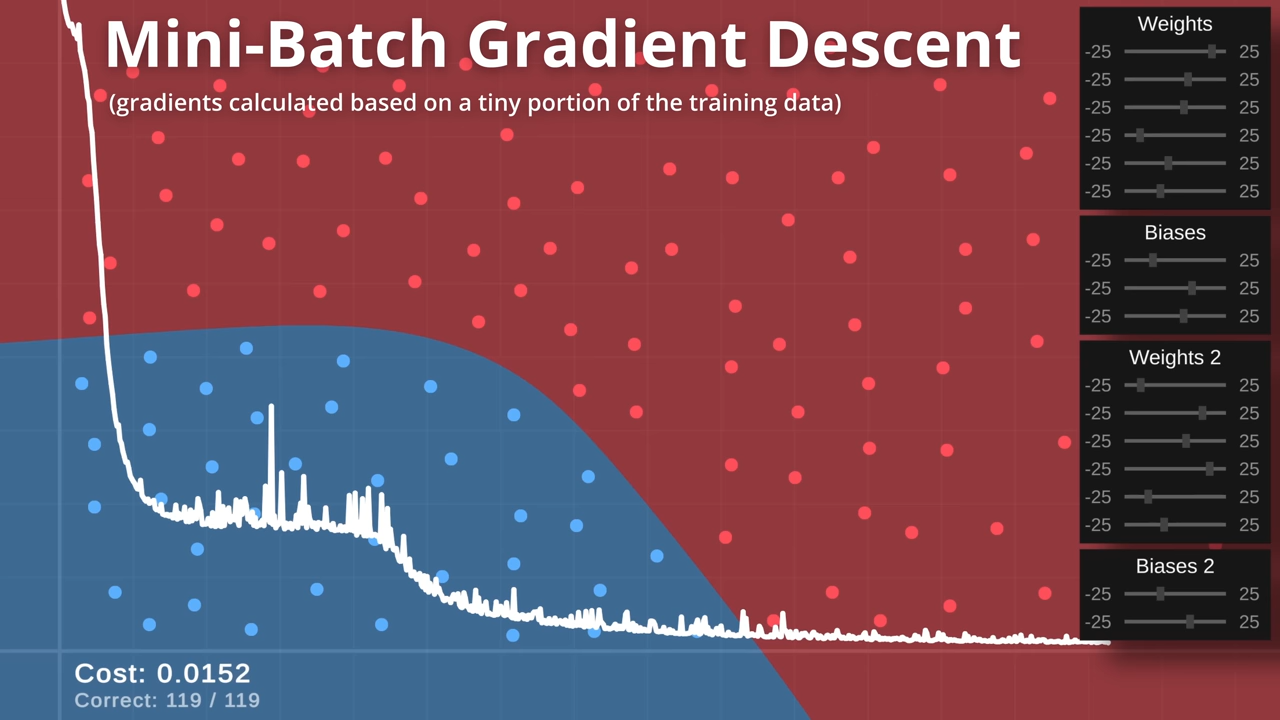 Mini-Batch Gradient Descent
(gradients calculated based on a tiny portion of the training data)
Weights
-25 25
-25 25
-25 25
-25 25
-25 25
-25 25
Biases
-25 25
-25 25
-25 25
Weights 2
-25 25
-25 25
-25 25
-25 25
-25 25
-25 25
Biases 2
-25 25
-25 25
Cost: 0.0152
Correct: 119 / 119